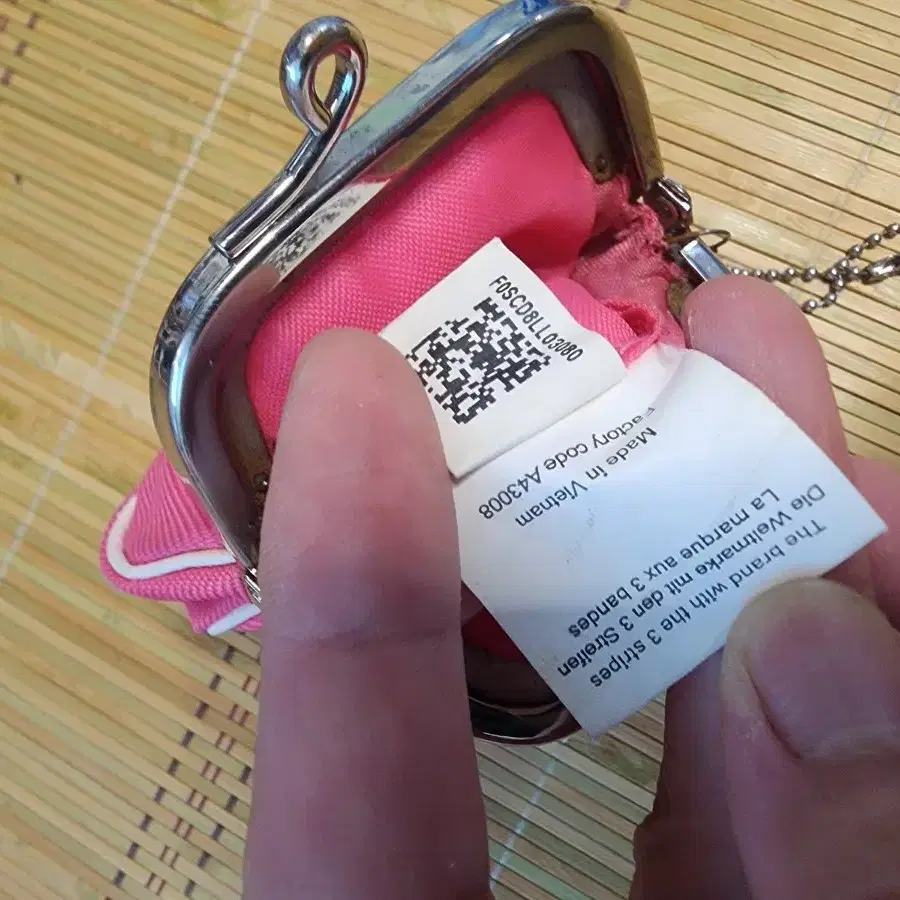 F0SCD8LL03080
The brand with the 3 stripes
Die Weltmarke mit den 3 Streifen
La marque aux 3 bandes
Made in Vietnam
Factory code A43008